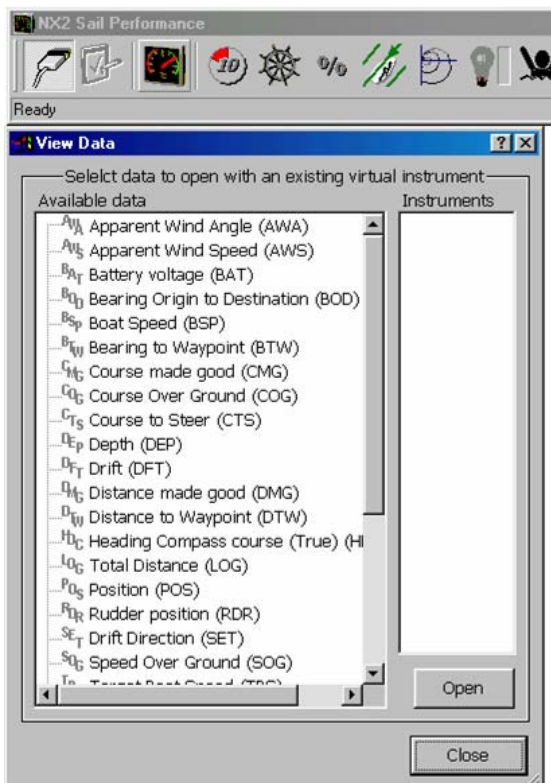 NX2 Sail Performance
10 % N
Ready
View Data
Selelct data to open with an existing virtual instrument
Available data Instruments
AWA Apparent Wind Angle (AWA)
AWS Apparent Wind Speed (AWS)
BAT Battery voltage (BAT)
BOD Bearing Origin to Destination (BOD)
BSP Boat Speed (BSP)
BTW Bearing to Waypoint (BTW)
CMG Course made good (CMG)
COG Course Over Ground (COG)
CTS Course to Steer (CTS)
DEP Depth (DEP)
DFT Drift (DFT)
DMG Distance made good (DMG)
DTW Distance to Waypoint (DTW)
HDC Heading Compass course (True) (H
LOG Total Distance (LOG)
POS Position (POS)
RDR Rudder position (RDR)
SET Drift Direction (SET)
SOG Speed Over Ground (SOG)
Target Boat Speed (TBS)
Open
Close